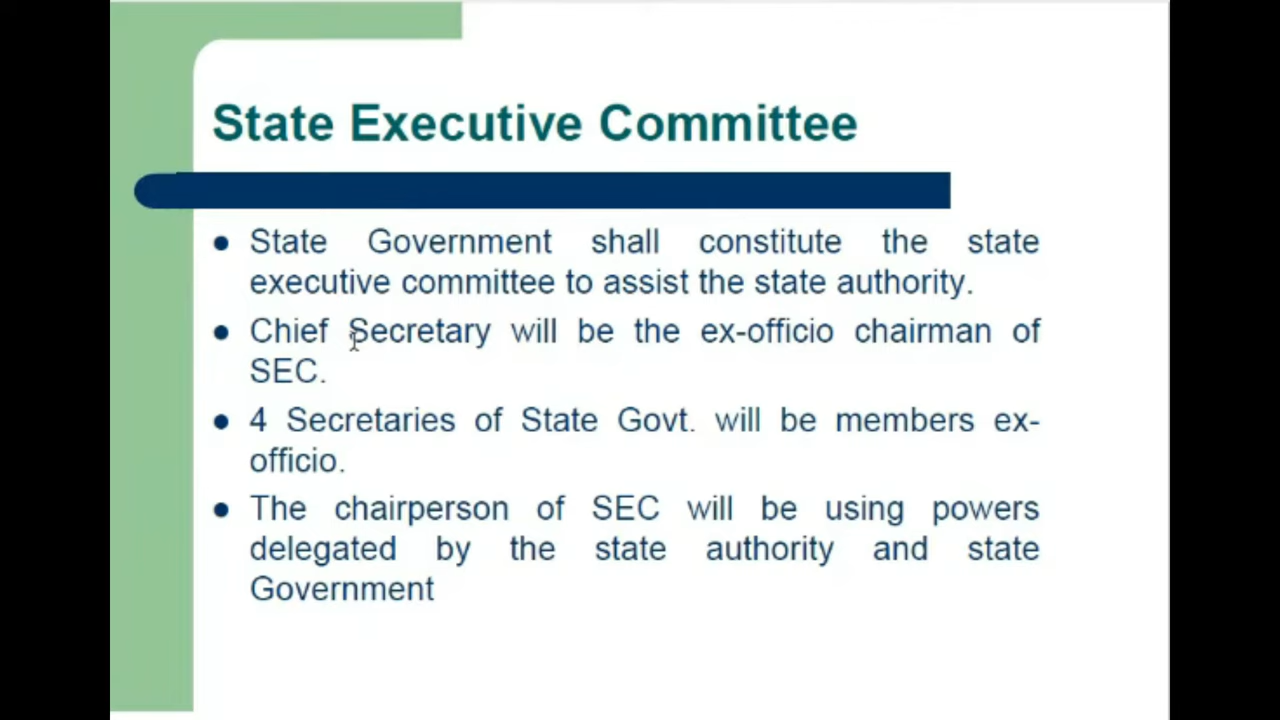 State Executive Committee
● State Government shall constitute the state
executive committee to assist the state authority.
● Chief Secretary will be the ex-officio chairman of
SEC.
● 4 Secretaries of State Govt. will be members ex-
officio.
● The chairperson of SEC will be using powers
delegated by the state authority and state
Government